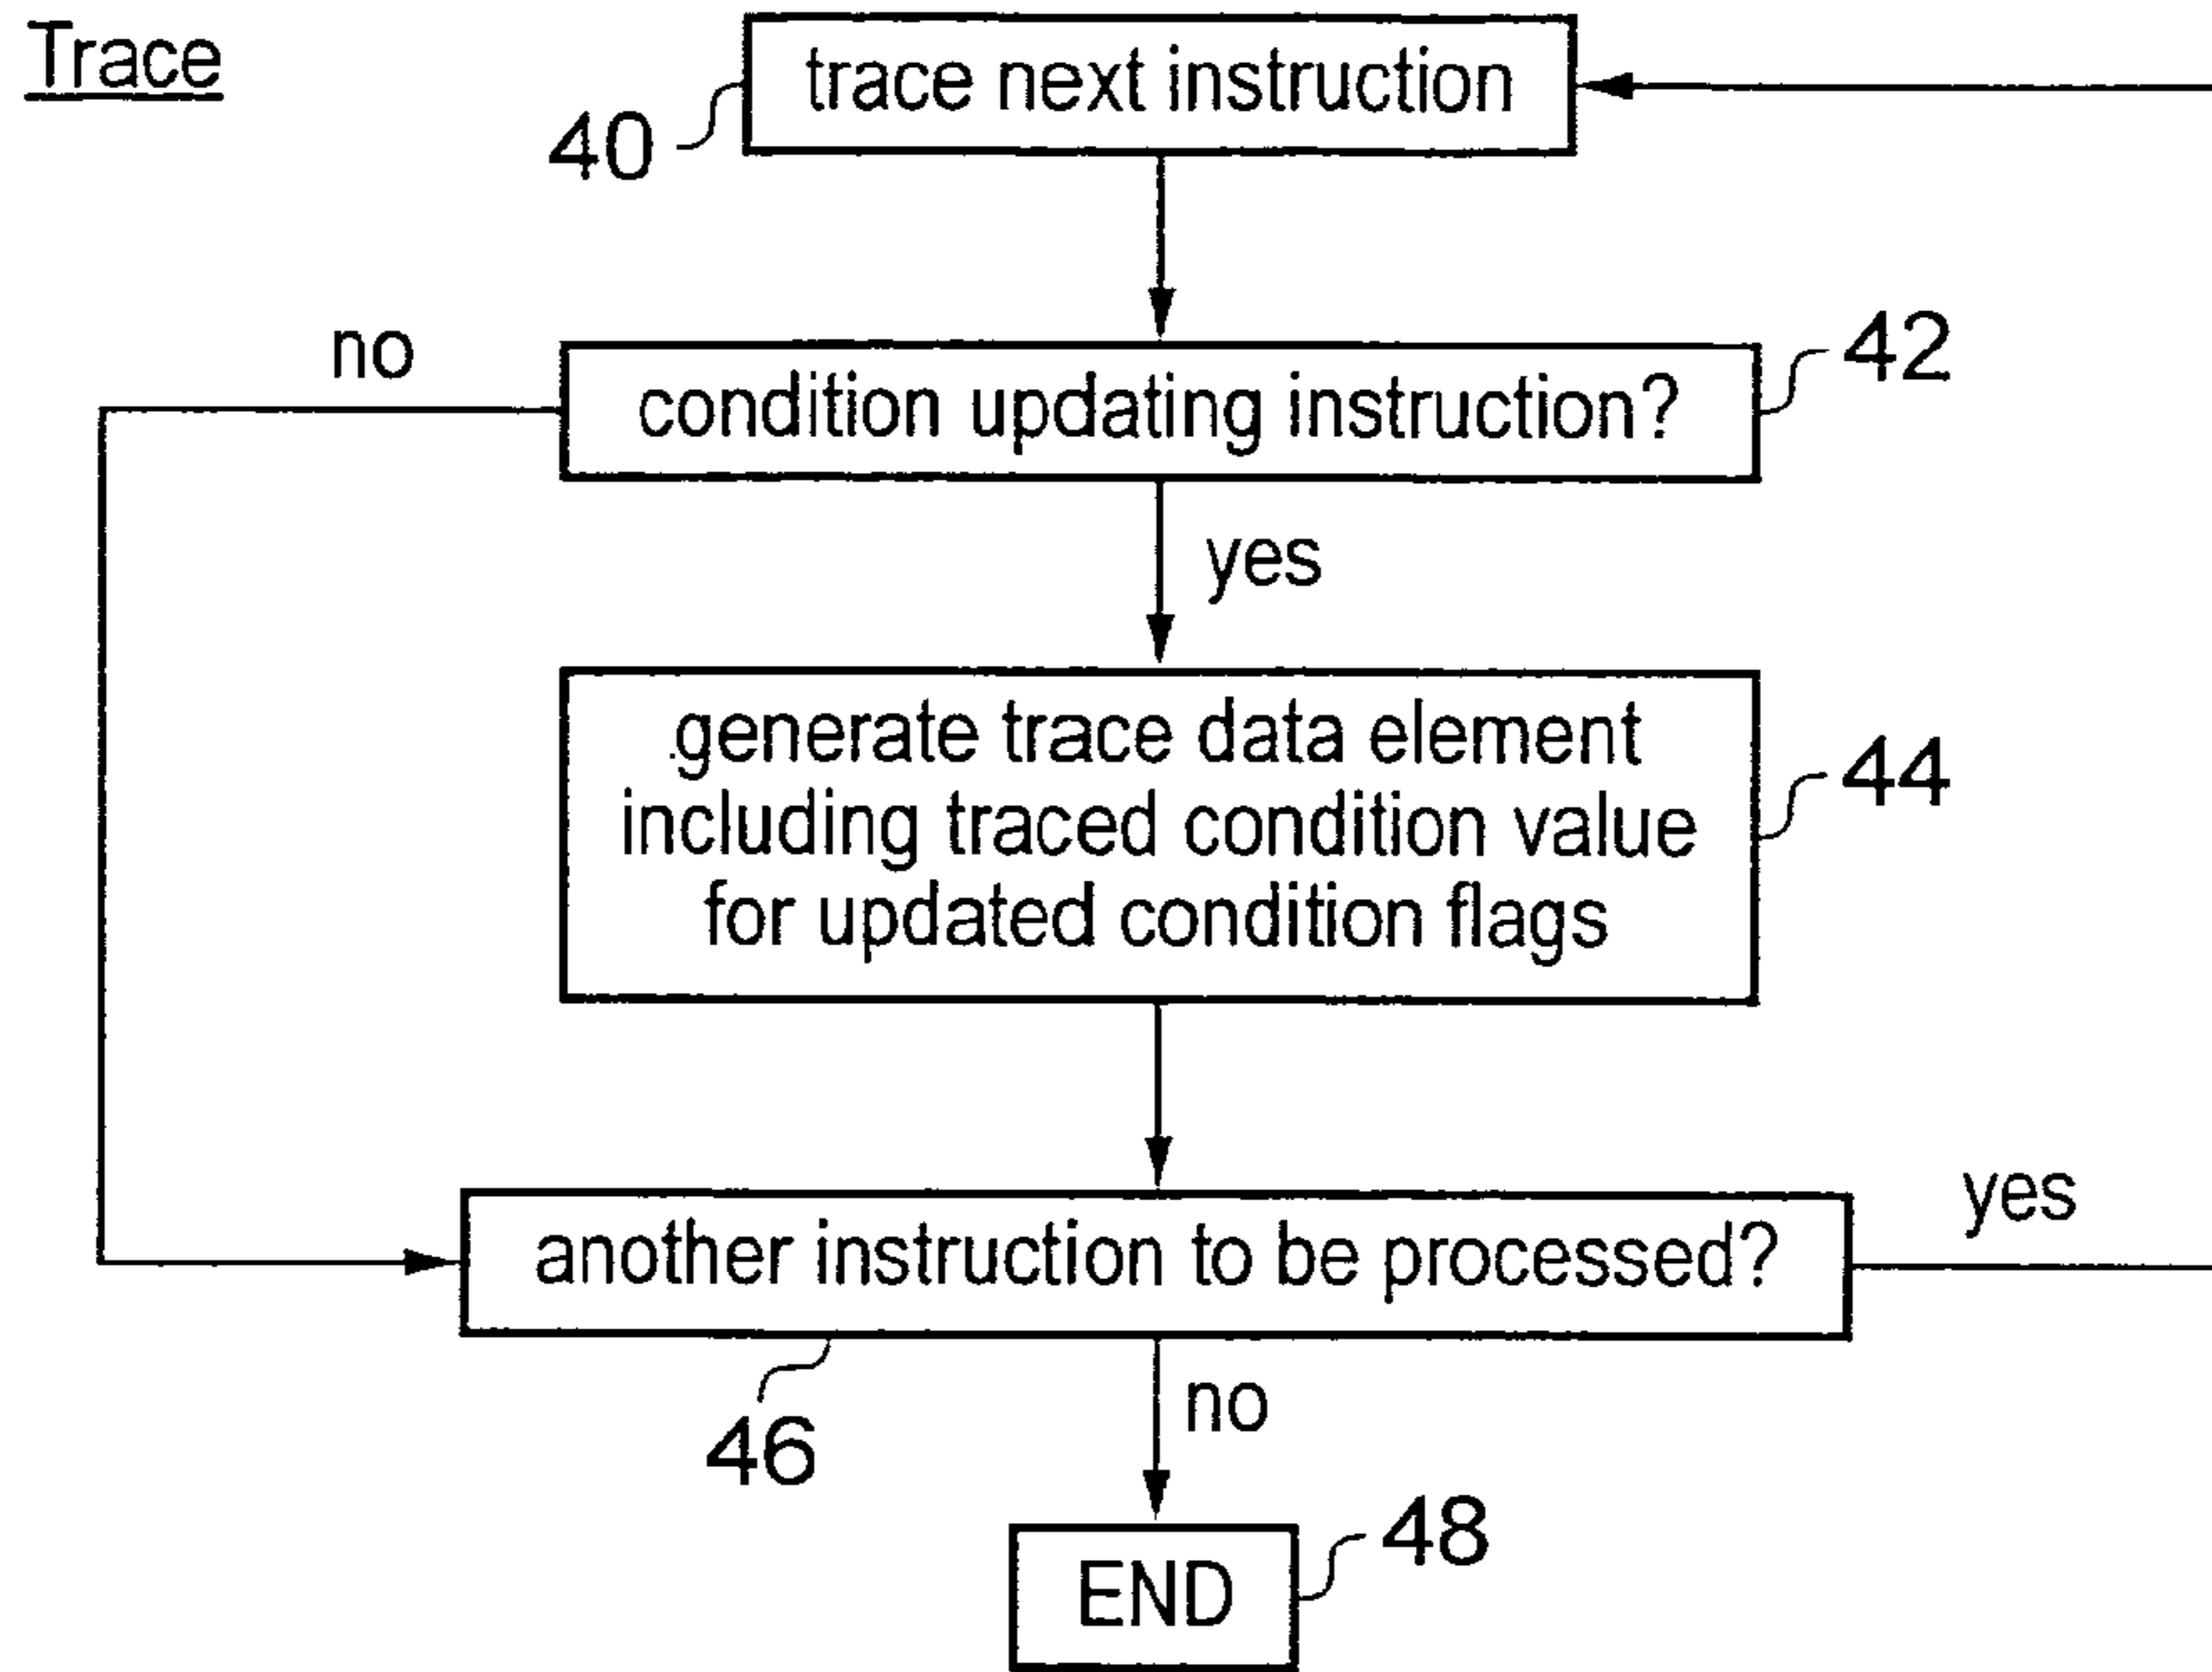 Trace
trace next instruction
40
no
condition updating instruction?
42
yes
generate trace data element
including traced condition value
for updated condition flags
44
another instruction to be processed?
yes
46
no
END
48